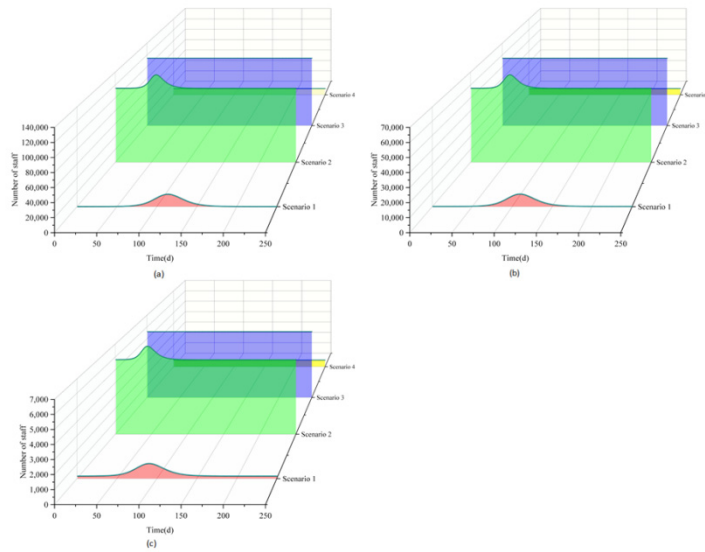 Number of staff
140,000
120,000
100,000
80,000
60,000
40,000
20,000
0
0 50 100 150 200 250
Time(d)
Scenario 1
Scenario 2
Scenario 3
Scenario 4
(a)
Number of staff
70,000
60,000
50,000
40,000
30,000
20,000
10,000
0
0 50 100 150 200 250
Time(d)
Scenario 1
Scenario 2
Scenario 3
Scenario
(b)
Number of staff
7,000
6,000
5,000
4,000
3,000
2,000
1,000
0
0 50 100 150 200 250
Time(d)
Scenario 1
Scenario 2
Scenario 3
Scenario 4
(c)